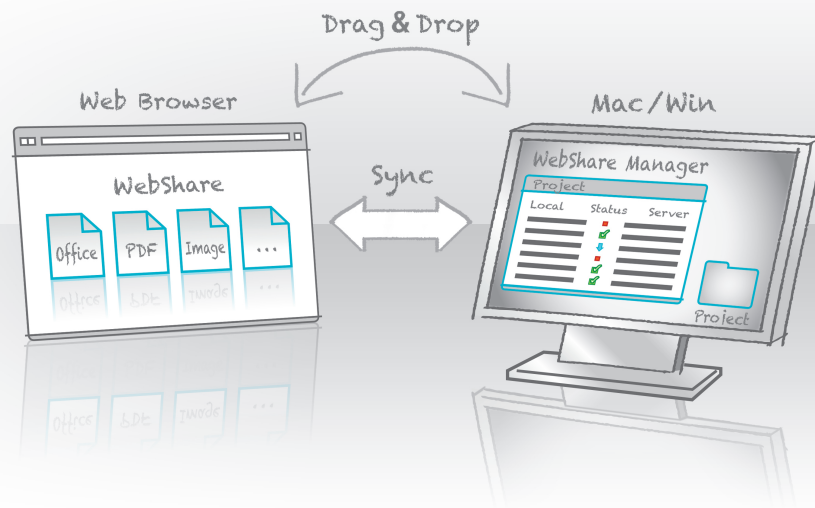 Drag & Drop
Web Browser
Mac/Win
WebShare
Office
PDF
Image
...
Sync
WebShare Manager
Project
Local Status Server
Project